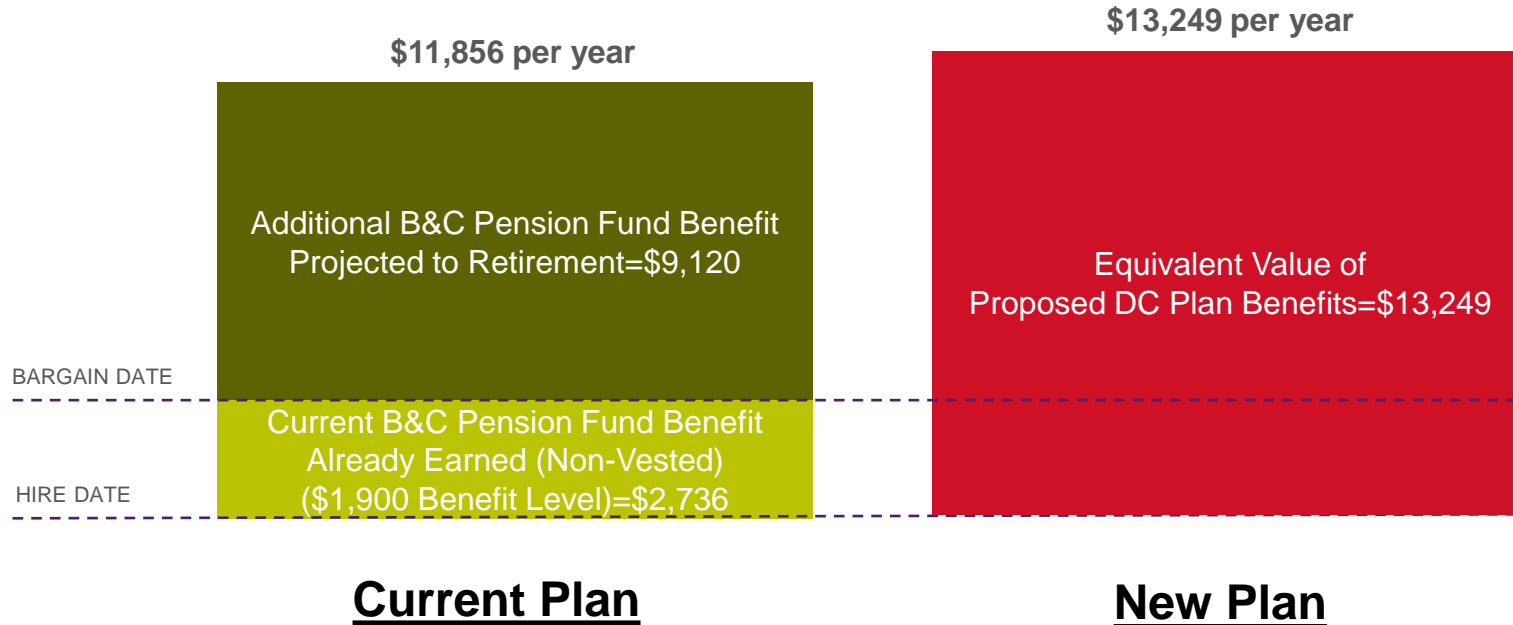 $11,856 per year
$13,249 per year
Additional B&C Pension Fund Benefit
Projected to Retirement=$9,120
Equivalent Value of
Proposed DC Plan Benefits=$13,249
BARGAIN DATE
Current B&C Pension Fund Benefit
Already Earned (Non-Vested)
($1,900 Benefit Level)=$2,736
HIRE DATE
Current Plan
New Plan